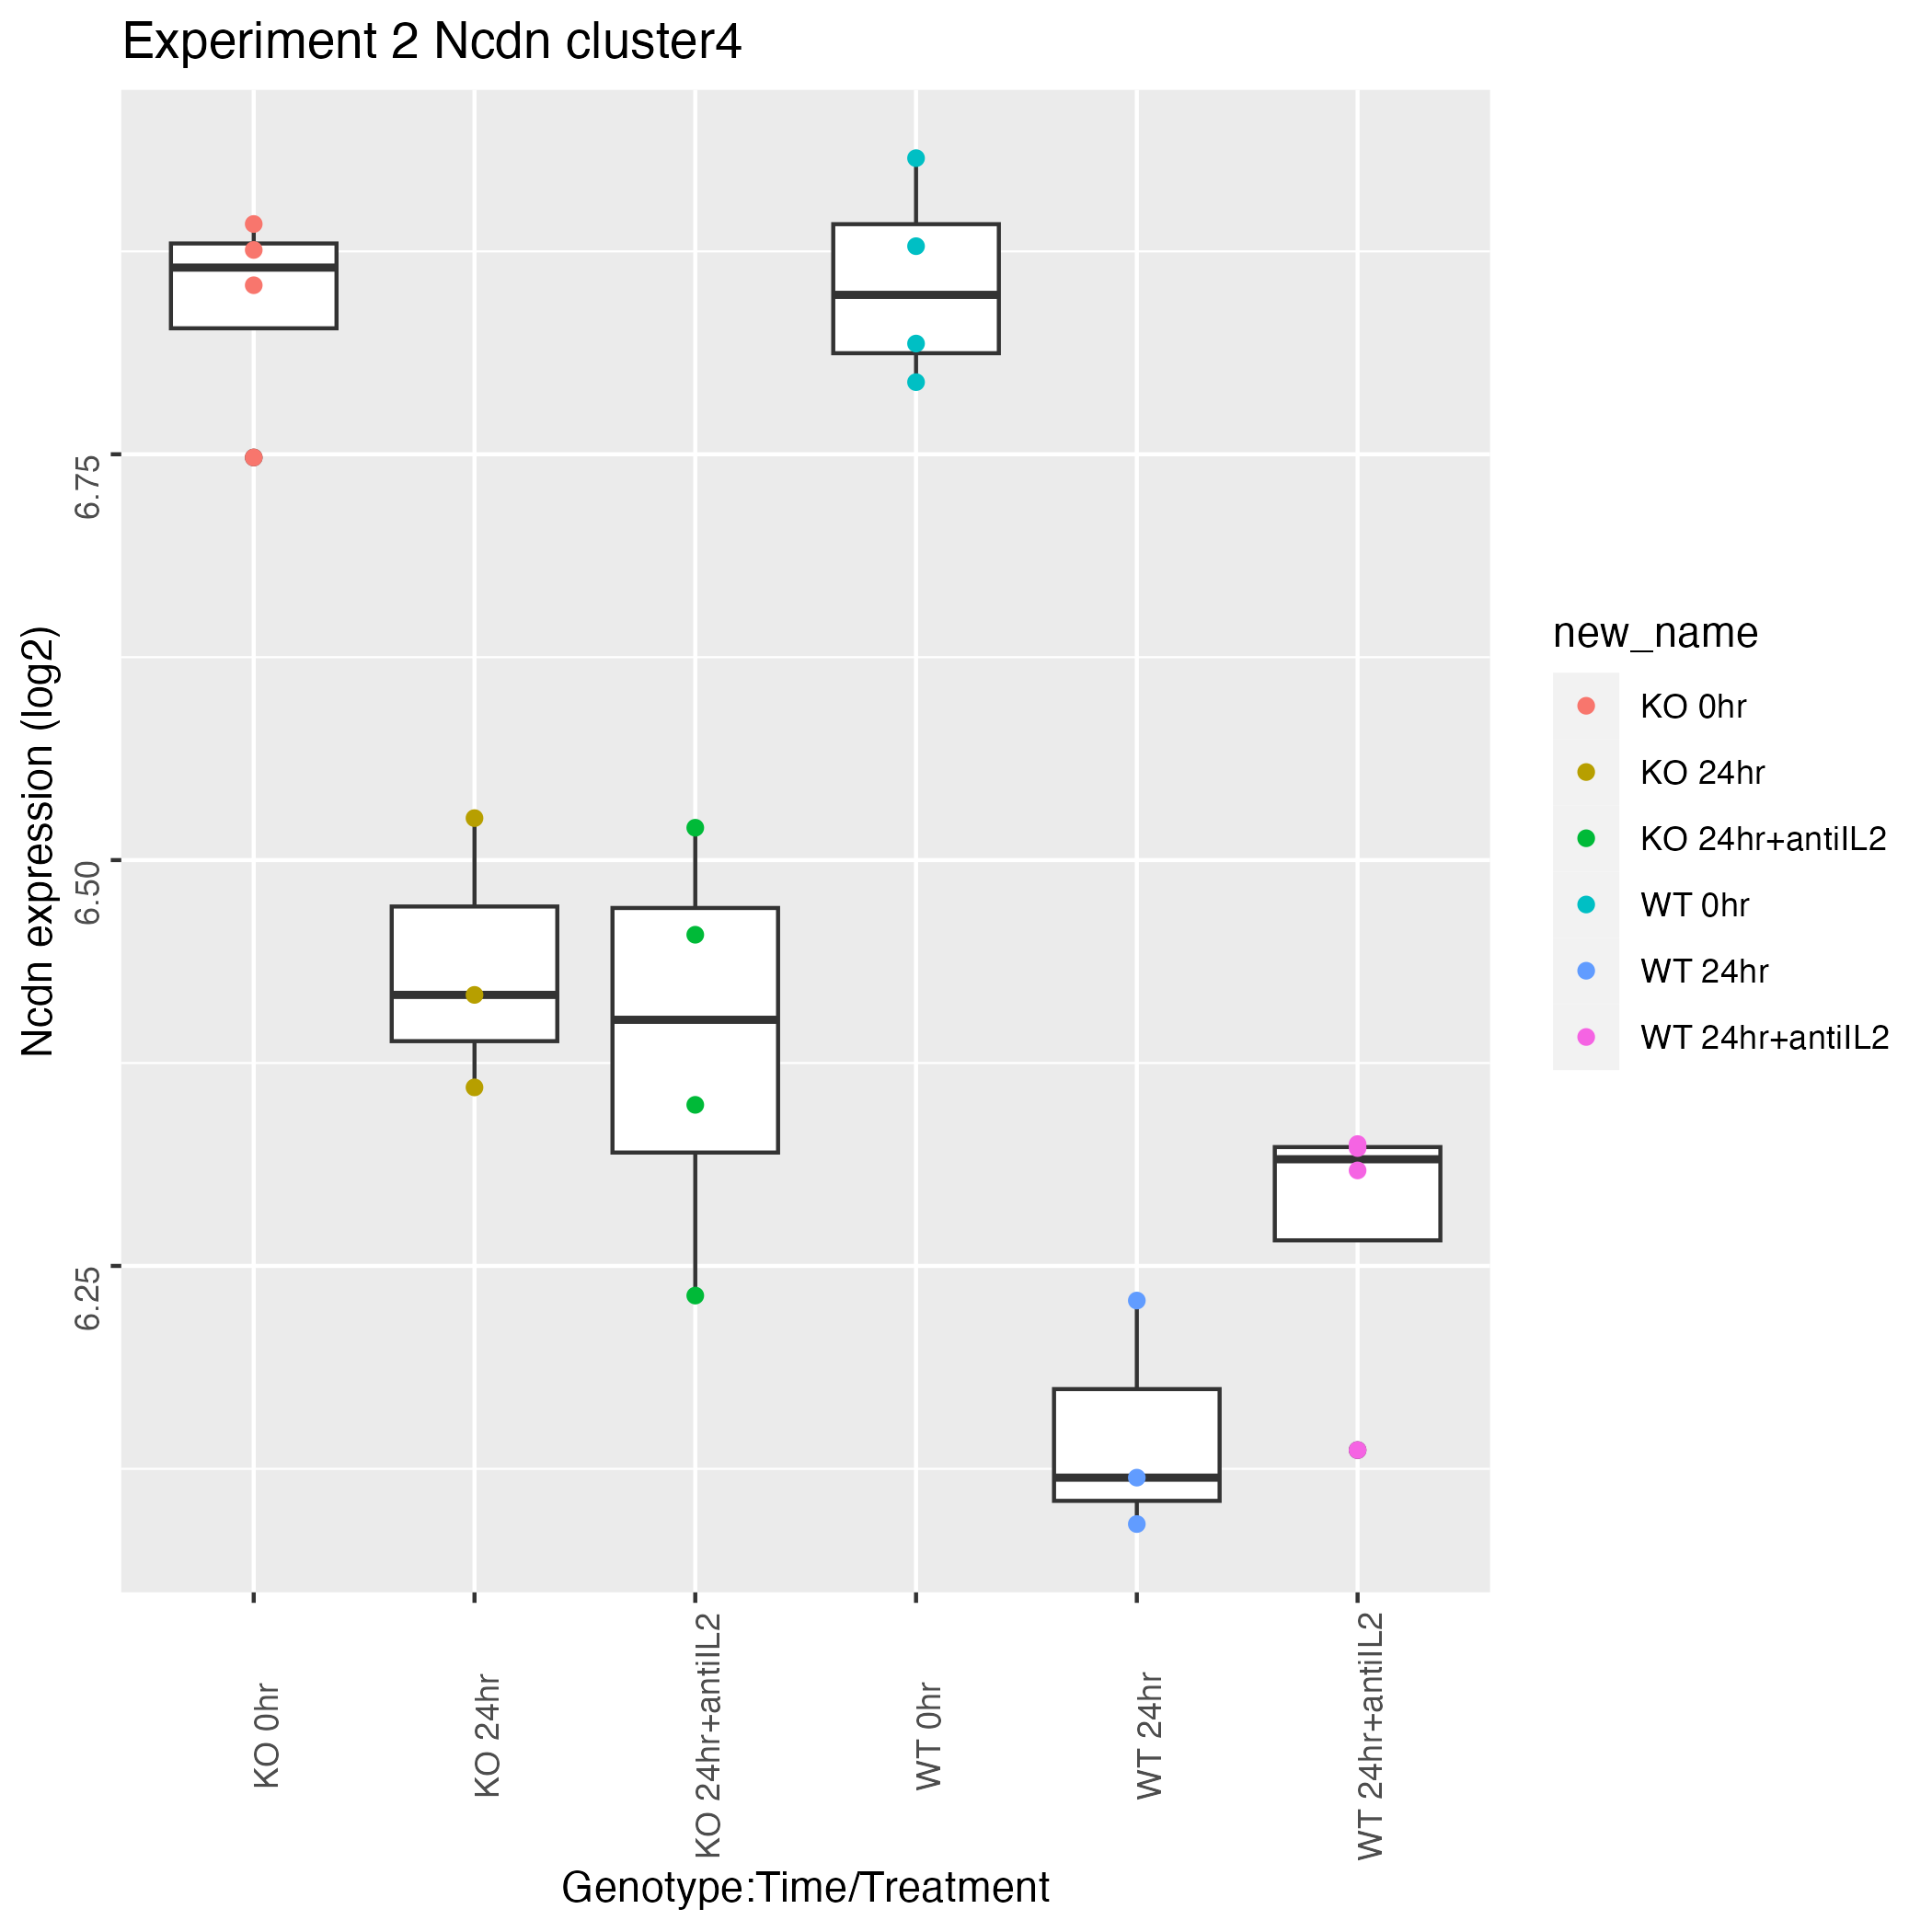 Experiment 2 Ncdn cluster4
Ncdn expression (log2)
6.75
6.50
6.25
KO 0hr
KO 24hr
KO 24hr+antiIL2
WT 0hr
WT 24hr
WT 24hr+antiIL2
Genotype:Time/Treatment
new_name
KO 0hr
KO 24hr
KO 24hr+antiIL2
WT 0hr
WT 24hr
WT 24hr+antiIL2